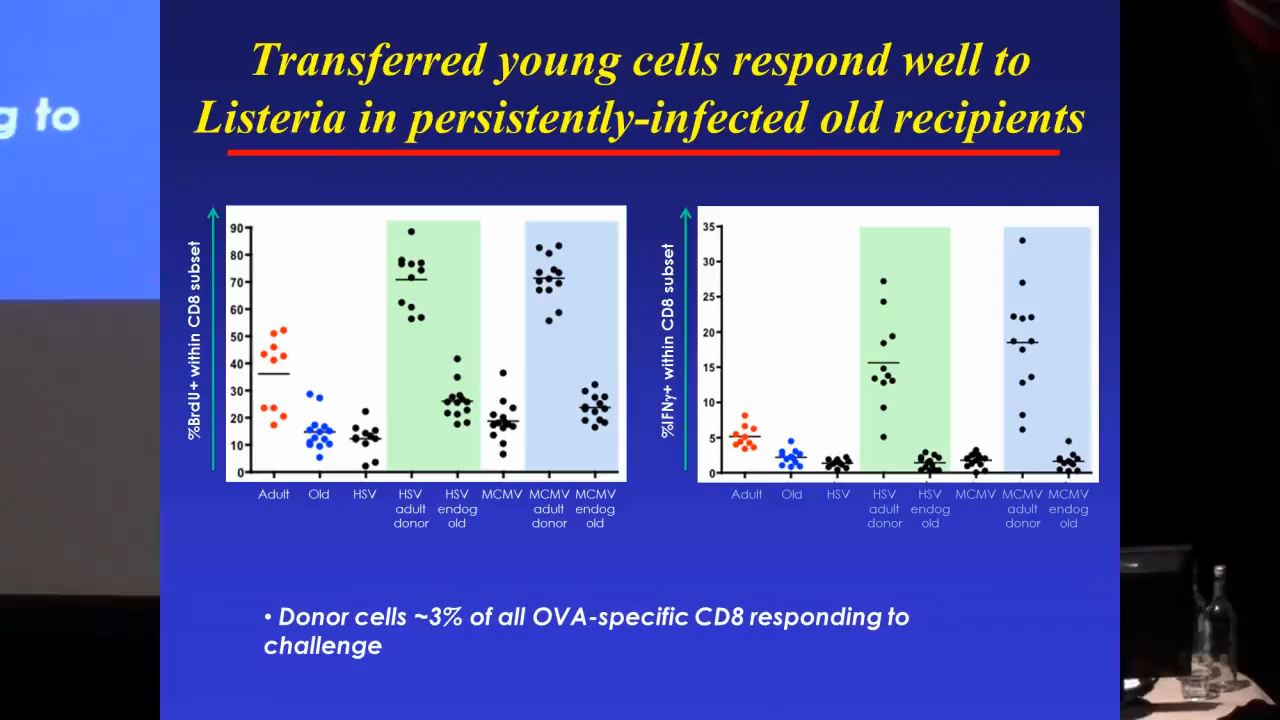 g to
Transferred young cells respond well to
Listeria in persistently-infected old recipients
%BrdU+ within CD8 subset
90
80
70
60
50
40
30
20
10
0
Adult Old HSV HSV adult donor HSV endog old MCMV MCMV adult donor MCMV endog old
%IFNγ+ within CD8 subset
35
30
25
20
15
10
5
0
Adult Old HSV HSV adult donor HSV endog old MCMV MCMV adult donor MCMV endog old
• Donor cells ~3% of all OVA-specific CD8 responding to
challenge